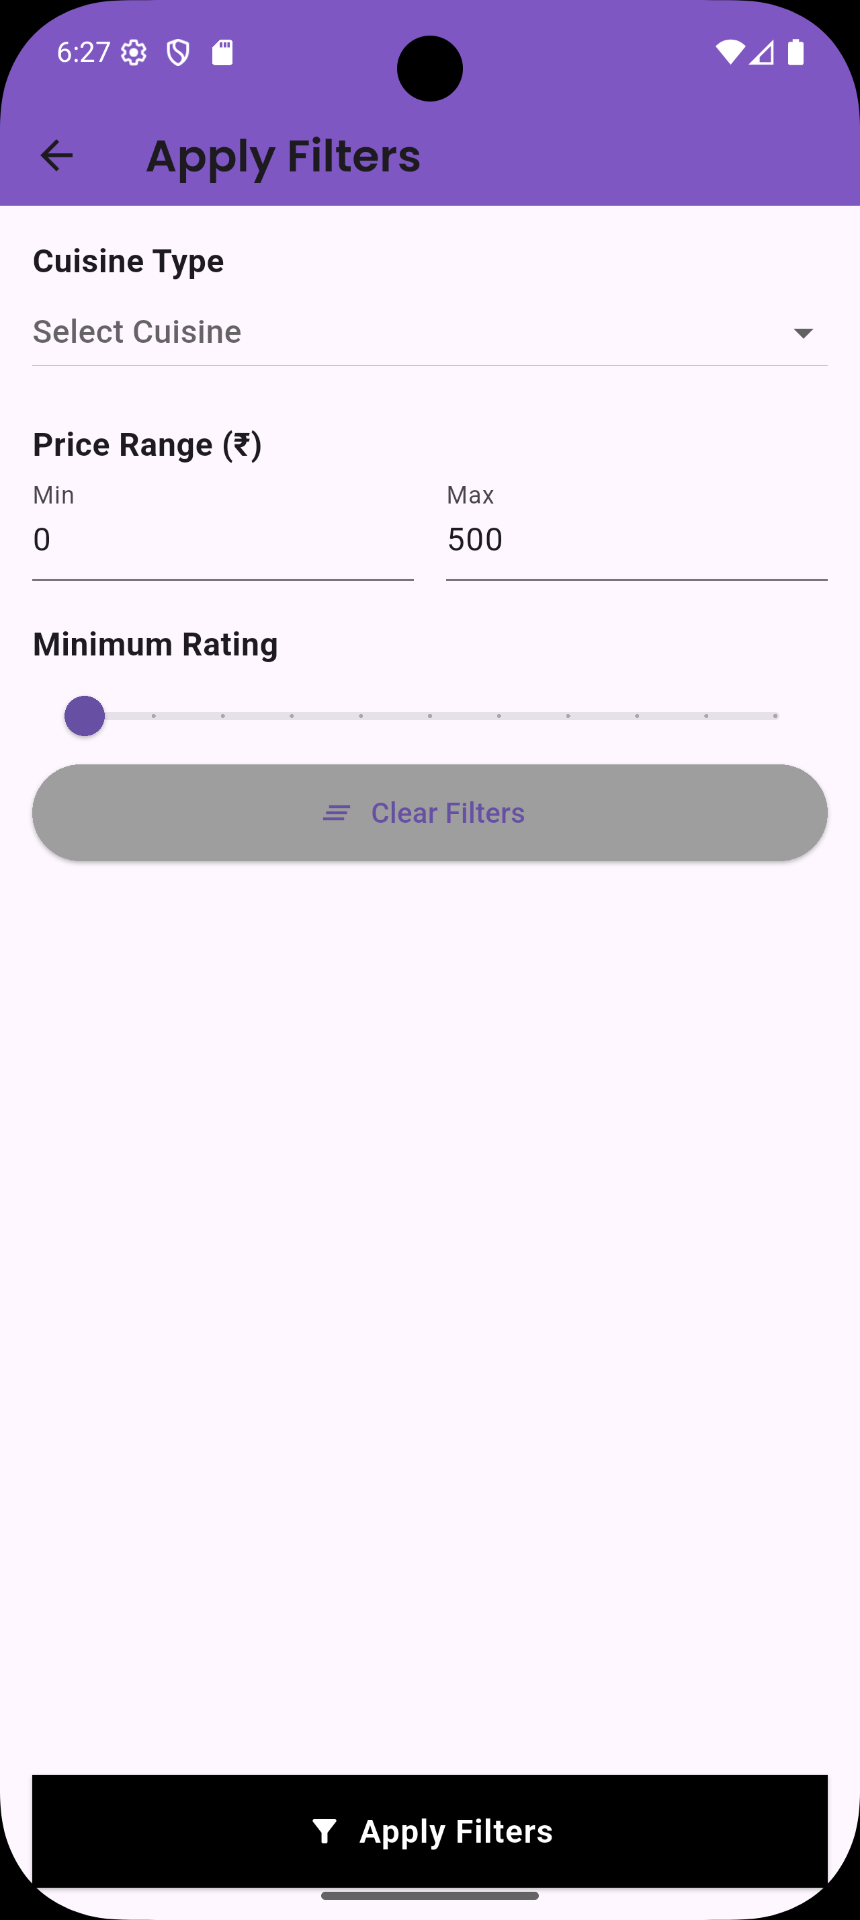 6:27
Apply Filters
Cuisine Type
Select Cuisine
Price Range (₹)
Min Max
0 500
Minimum Rating
Clear Filters
Apply Filters